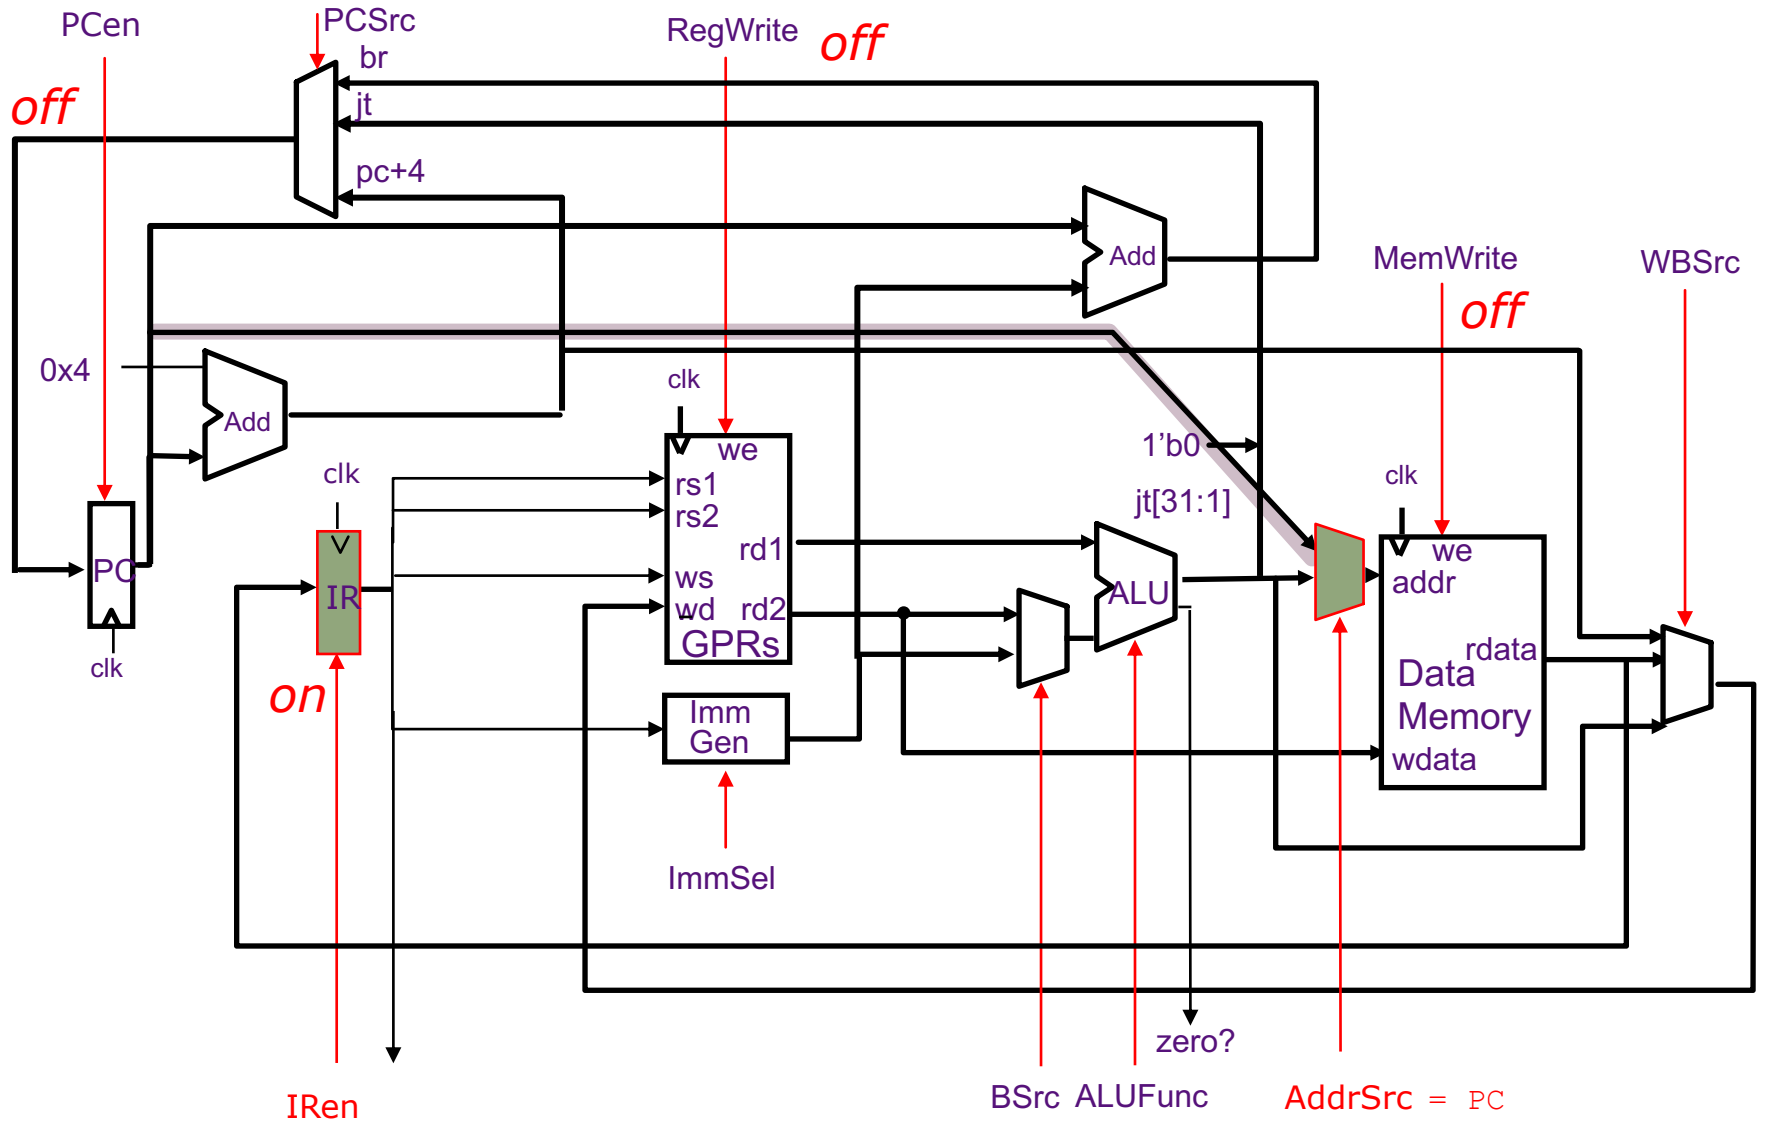 PCen
PCSrc
RegWrite
off
br
off
jt
pc+4
Add
MemWrite
WBSrc
off
0x4
clk
Add
1'b0
we
clk
clk
rs1
jt[31:1]
rs2
rd1
we
PC
ws
addr
IR
wd
rd2
ALU
GPRs
clk
rdata
Data
on
Imm
Memory
Gen
wdata
ImmSel
zero?
IRen
BSrc
ALUFunc
AddrSrc = PC